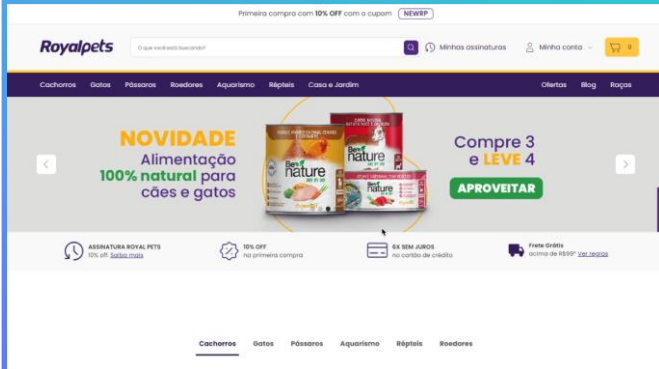 Primeira compra com 10% OFF com o cupom NEWRP
Royalpets
O que você está buscando?
Minhas assinaturas
Minha conta
0
Cachorros Gatos Pássaros Roedores Aquarismo Répteis Casa e Jardim
Ofertas Blog Raças
NOVIDADE
Alimentação
100% natural para
cães e gatos
Be nature
Be nature
Be nature
Compre 3
e LEVE 4
APROVEITAR
ASSINATURA ROYAL PETS
10% off. Saiba mais
10% OFF
na primeira compra
6X SEM JUROS
no cartão de crédito
Frete Grátis
acima de R$99* Ver regras
Cachorros Gatos Pássaros Aquarismo Répteis Roedores